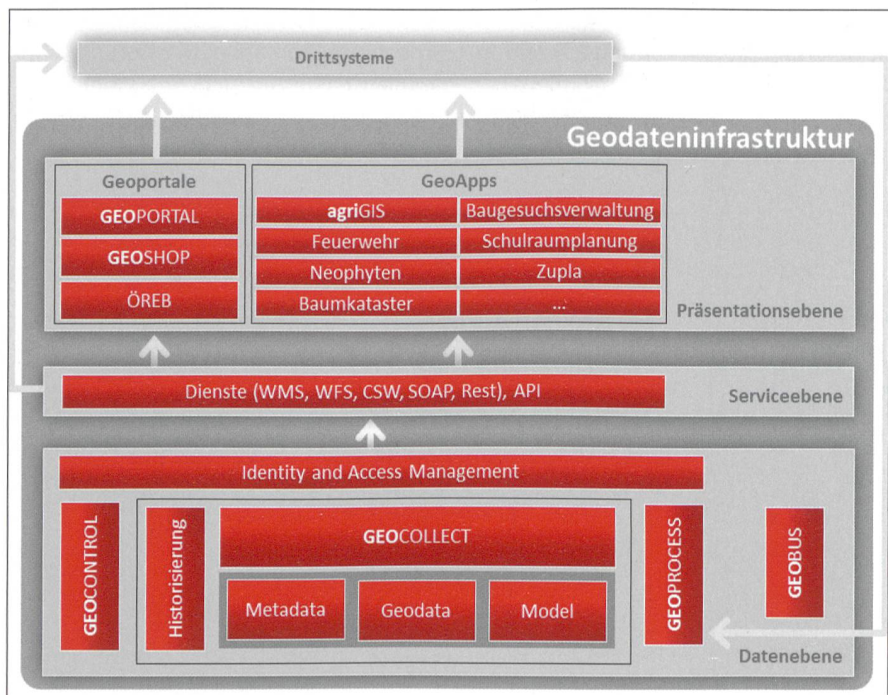 Drittsysteme
Geodateninfrastruktur
Geoportale
GEOPORTAL
GEOSHOP
ÖREB
GeoApps
agriGIS
Baugesuchsverwaltung
Feuerwehr
Schulraumplanung
Neophyten
Zupla
Baumkataster
...
Präsentationsebene
Dienste (WMS, WFS, CSW, SOAP, Rest), API
Serviceebene
Identity and Access Management
GEOCONTROL
Historisierung
GEOCOLLECT
Metadata
Geodata
Model
GEOPROCESS
GEOBUS
Datenebene